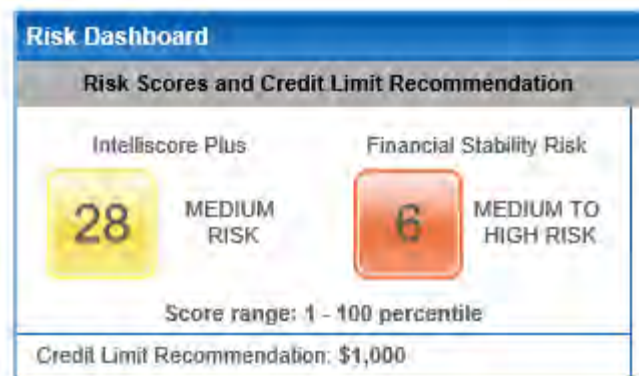 Risk Dashboard
Risk Scores and Credit Limit Recommendation
Intelliscore Plus
28
MEDIUM
RISK
Financial Stability Risk
6
MEDIUM TO
HIGH RISK
Score range: 1 - 100 percentile
Credit Limit Recommendation: $1,000